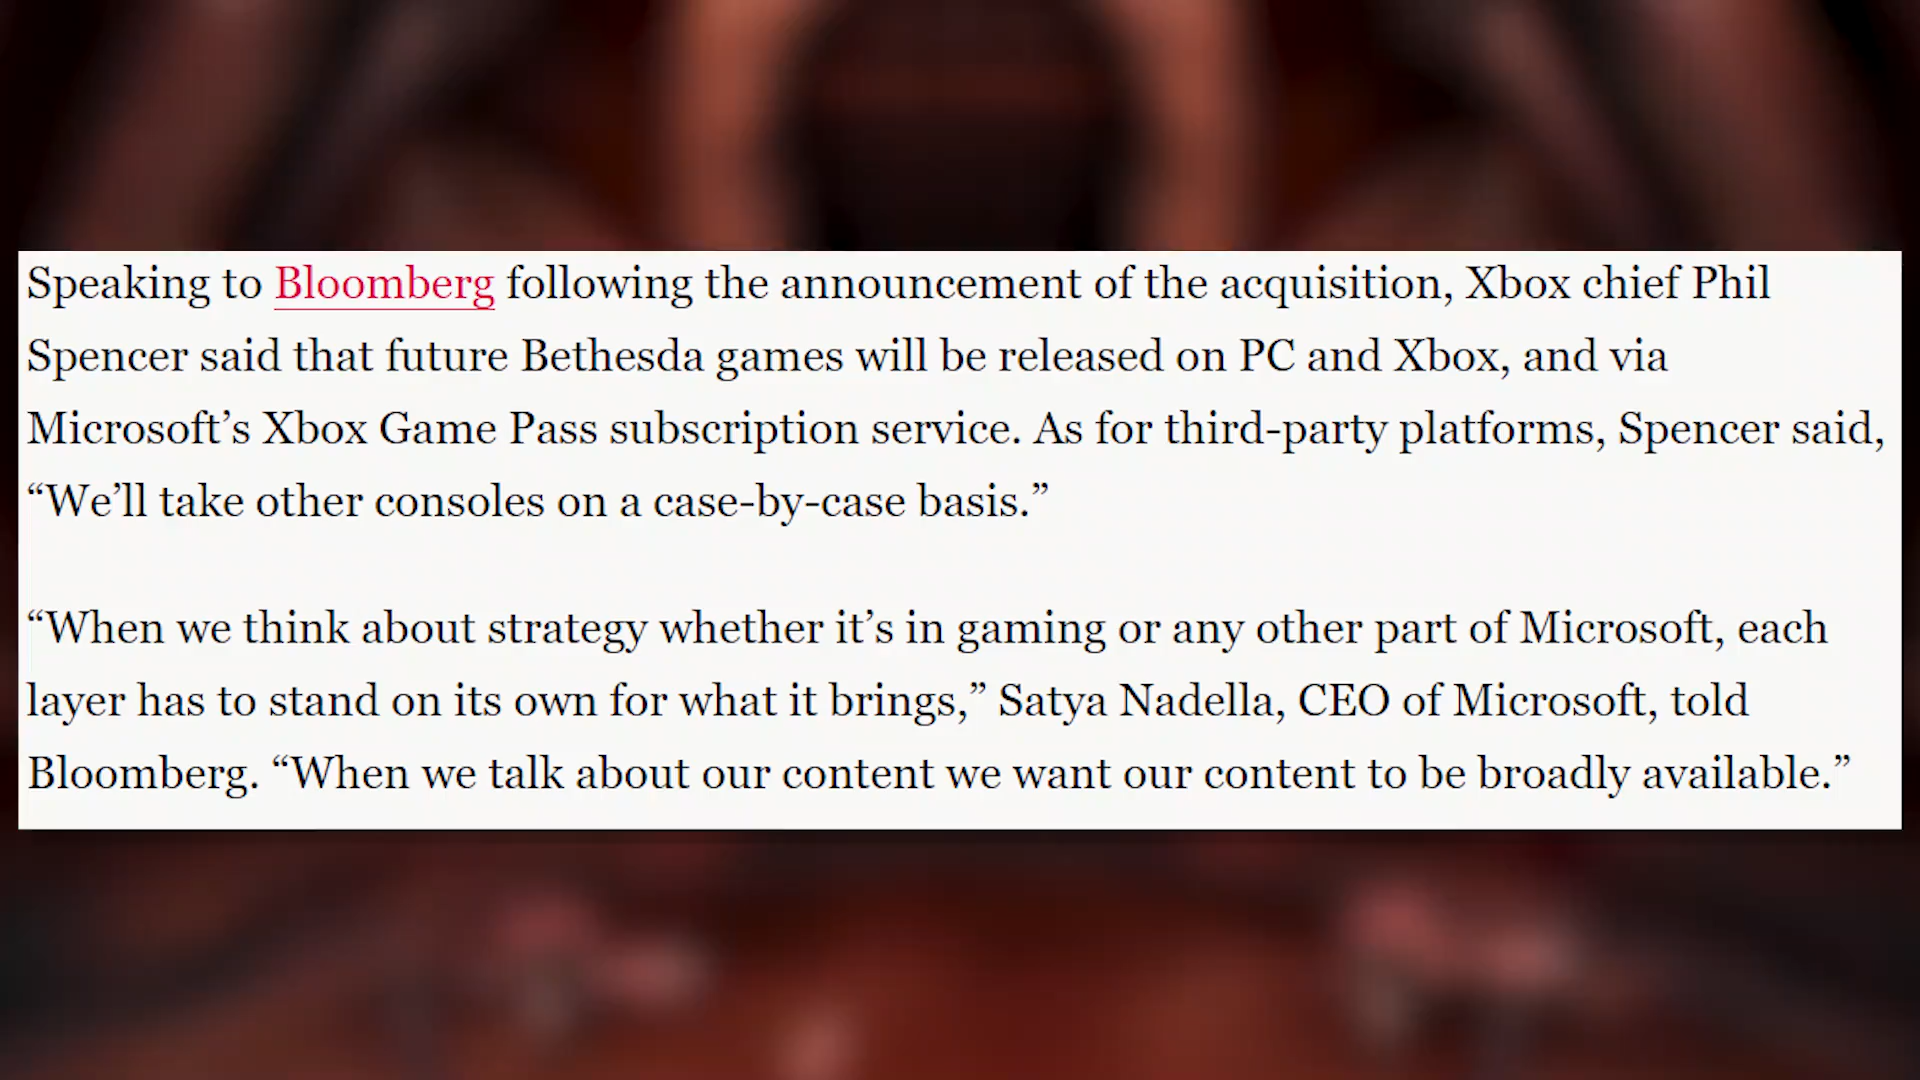 Speaking to Bloomberg following the announcement of the acquisition, Xbox chief Phil
Spencer said that future Bethesda games will be released on PC and Xbox, and via
Microsoft’s Xbox Game Pass subscription service. As for third-party platforms, Spencer said,
“We’ll take other consoles on a case-by-case basis.”
“When we think about strategy whether it’s in gaming or any other part of Microsoft, each
layer has to stand on its own for what it brings,” Satya Nadella, CEO of Microsoft, told
Bloomberg. “When we talk about our content we want our content to be broadly available.”